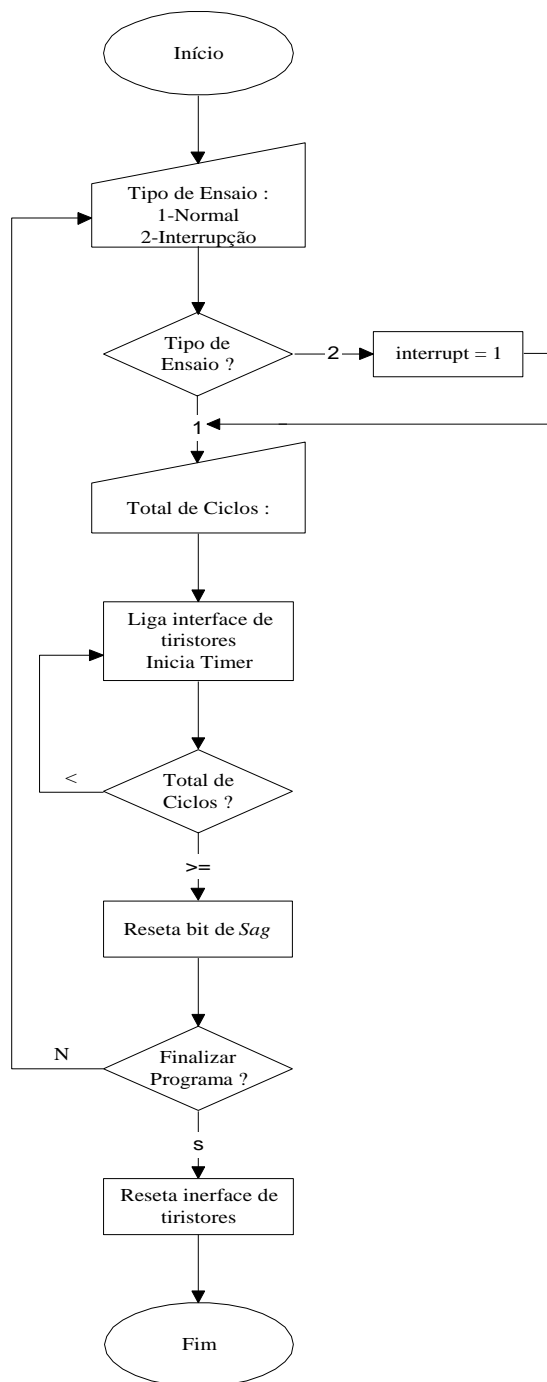 Início
Tipo de Ensaio :
1-Normal
2-Interrupção
Tipo de
Ensaio ?
2
interrupt = 1
1
Total de Ciclos :
Liga interface de
tiristores
Inicia Timer
<
Total de
Ciclos ?
>=
Reseta bit de Sag
N
Finalizar
Programa ?
s
Reseta inerface de
tiristores
Fim